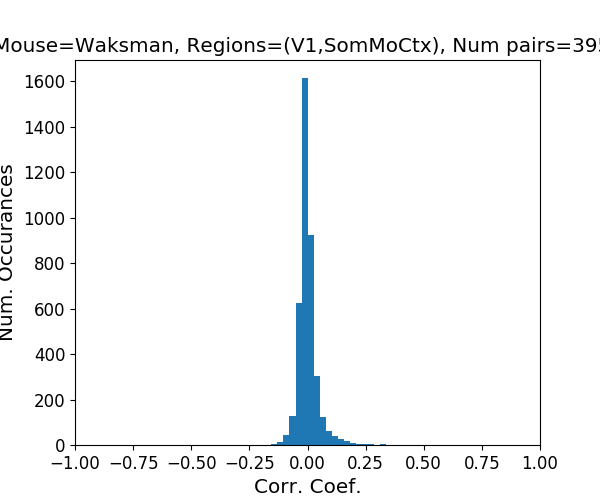 Mouse=Waksman, Regions=(V1,SomMoCtx), Num pairs=395
Num. Occurances
1600
1400
1200
1000
800
600
400
200
0
−1.00 −0.75 −0.50 −0.25 0.00 0.25 0.50 0.75 1.00
Corr. Coef.